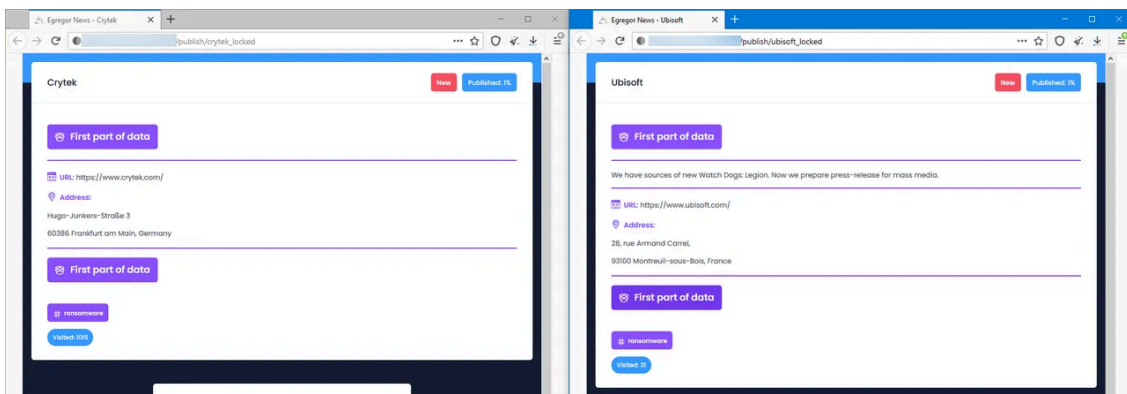 Egregor News - Crytek
/publish/crytek_locked
Crytek
New
Published: 1%
First part of data
URL: https://www.crytek.com/
Address:
Hugo-Junkers-Straße 3
60386 Frankfurt am Main, Germany
First part of data
# ransomware
Visited: 1015
Egregor News - Ubisoft
/publish/ubisoft_locked
Ubisoft
New
Published: 1%
First part of data
We have sources of new Watch Dogs: Legion. Now we prepare press-release for mass media.
URL: https://www.ubisoft.com/
Address:
28, rue Armand Carrel,
93100 Montreuil-sous-Bois, France
First part of data
# ransomware
Visited: 31